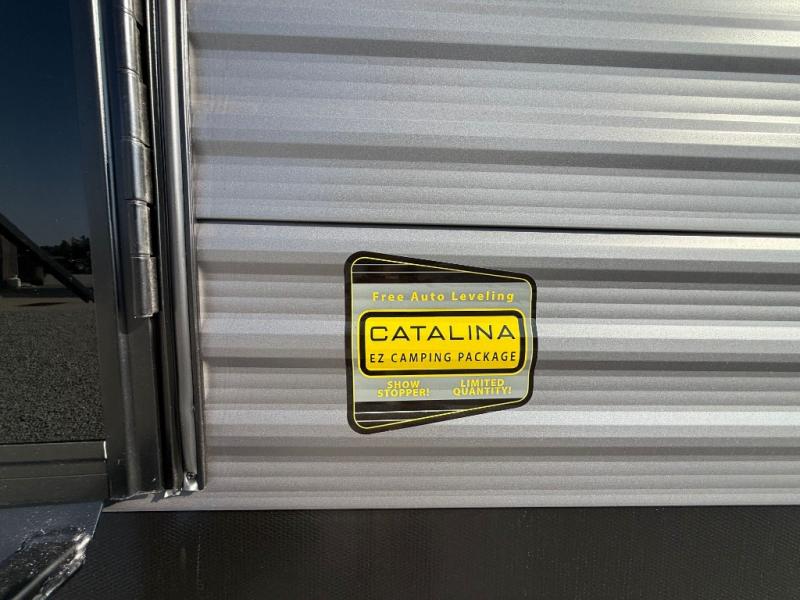 Free Auto Leveling
CATALINA
EZ CAMPING PACKAGE
SHOW STOPPER!
LIMITED QUANTITY!